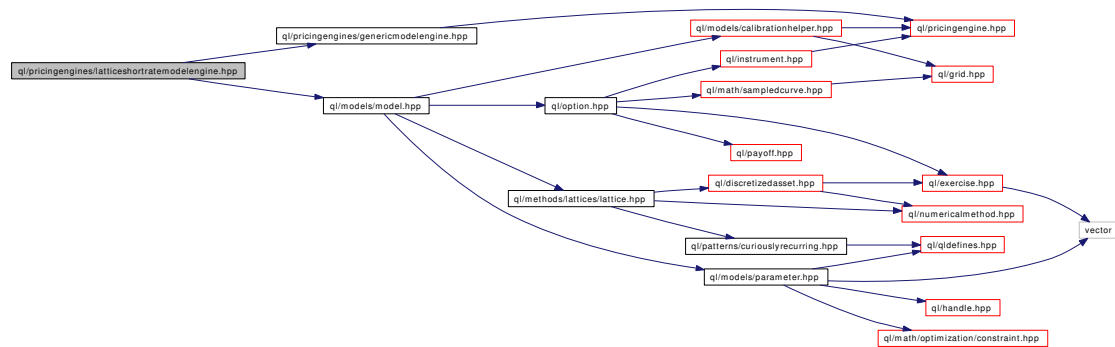 ql/models/calibrationhelper.hpp
ql/pricingengine.hpp
ql/pricingengines/genericmodelengine.hpp
ql/instrument.hpp
ql/pricingengines/latticeshortratemodelengine.hpp
ql/grid.hpp
ql/math/sampledcurve.hpp
ql/models/model.hpp
ql/option.hpp
ql/payoff.hpp
ql/discretizedasset.hpp
ql/exercise.hpp
ql/methods/lattices/lattice.hpp
ql/numericalmethod.hpp
vector
ql/patterns/curiouslyrecurring.hpp
ql/qldefines.hpp
ql/models/parameter.hpp
ql/handle.hpp
ql/math/optimization/constraint.hpp